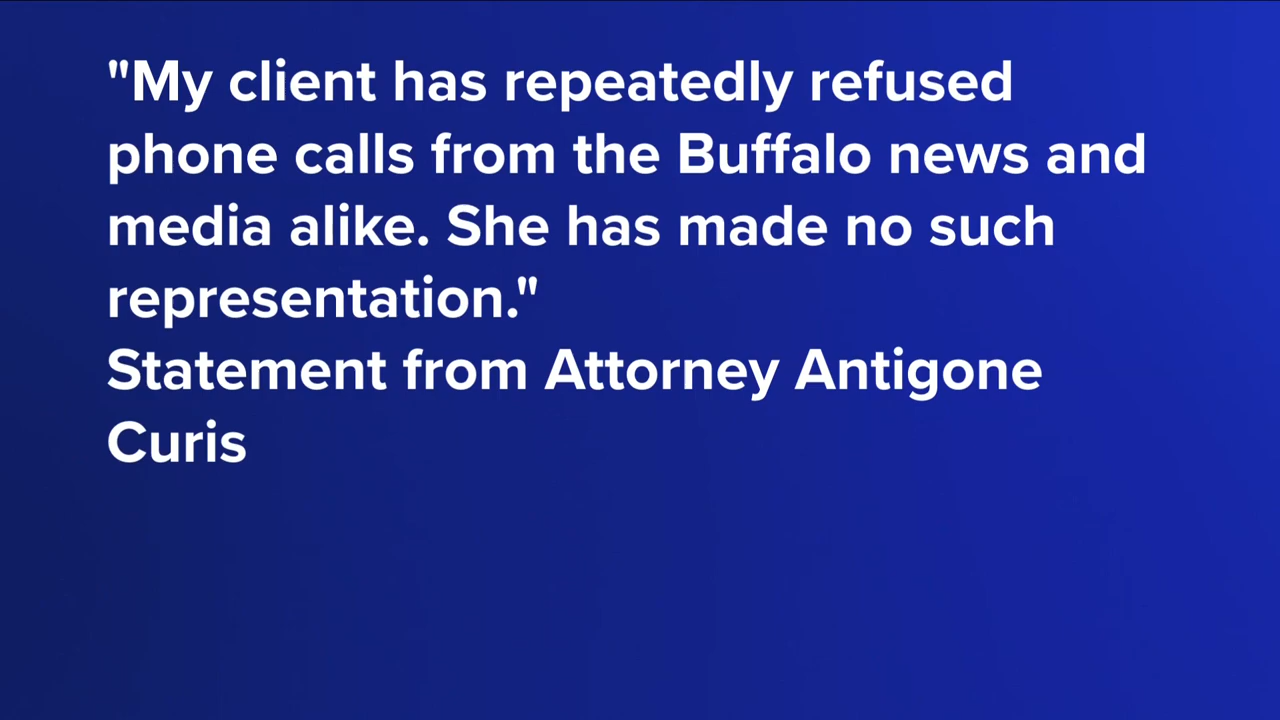 "My client has repeatedly refused
phone calls from the Buffalo news and
media alike. She has made no such
representation."
Statement from Attorney Antigone
Curis